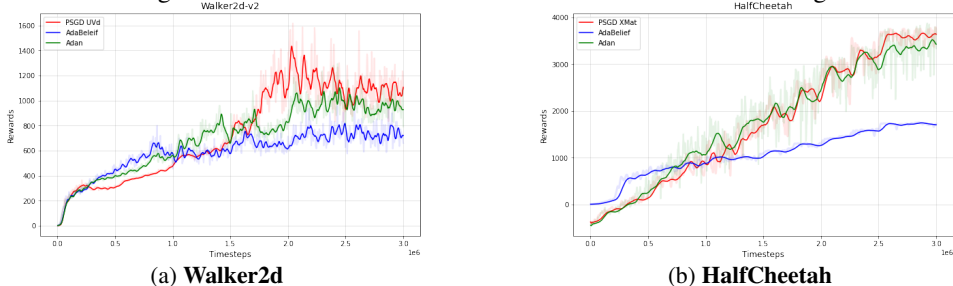 Walker2d-v2
PSGD UVd
AdaBeleif
Adan
1600
1400
1200
1000
800
600
400
200
0
Rewards
0.0 0.5 1.0 1.5 2.0 2.5 3.0
1e6
Timesteps
(a) Walker2d
HalfCheetah
PSGD XMat
AdaBelief
Adan
4000
3000
2000
1000
0
Rewards
0.0 0.5 1.0 1.5 2.0 2.5 3.0
1e6
Timesteps
(b) HalfCheetah